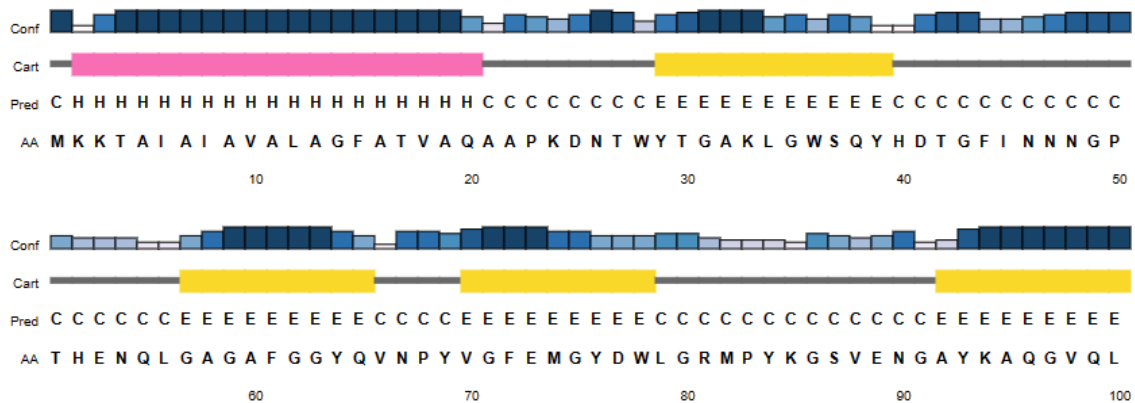 Conf
Cart
Pred C H H H H H H H H H H H H H H H H H H H C C C C C C C C E E E E E E E E E E E C C C C C C C C C C C
AA M K K T A I A I A V A L A G F A T V A Q A A P K D N T W Y T G A K L G W S Q Y H D T G F I N N N G P
10 20 30 40 50
Conf
Cart
Pred C C C C C C E E E E E E E E E C C C C E E E E E E E E E C C C C C C C C C C C C C E E E E E E E E E
AA T H E N Q L G A G A F G G Y Q V N P Y V G F E M G Y D W L G R M P Y K G S V E N G A Y K A Q G V Q L
60 70 80 90 100